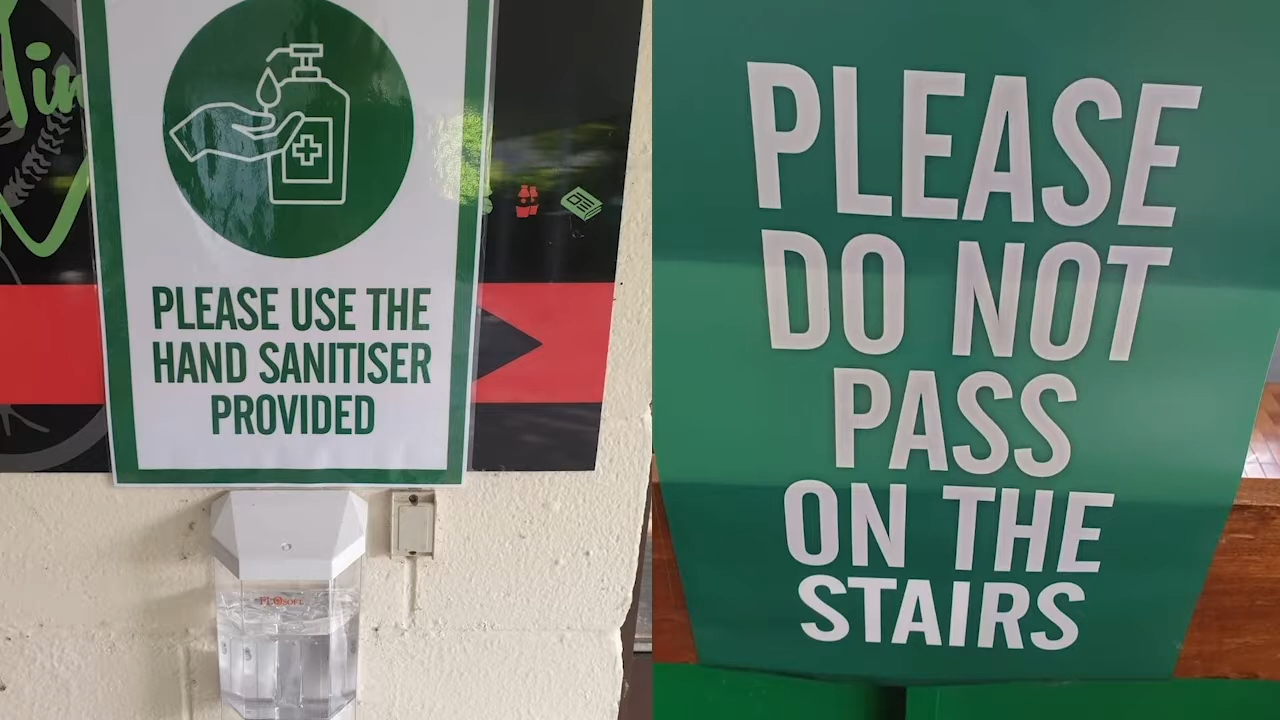 PLEASE USE THE
HAND SANITISER
PROVIDED
PLEASE
DO NOT
PASS
ON THE
STAIRS